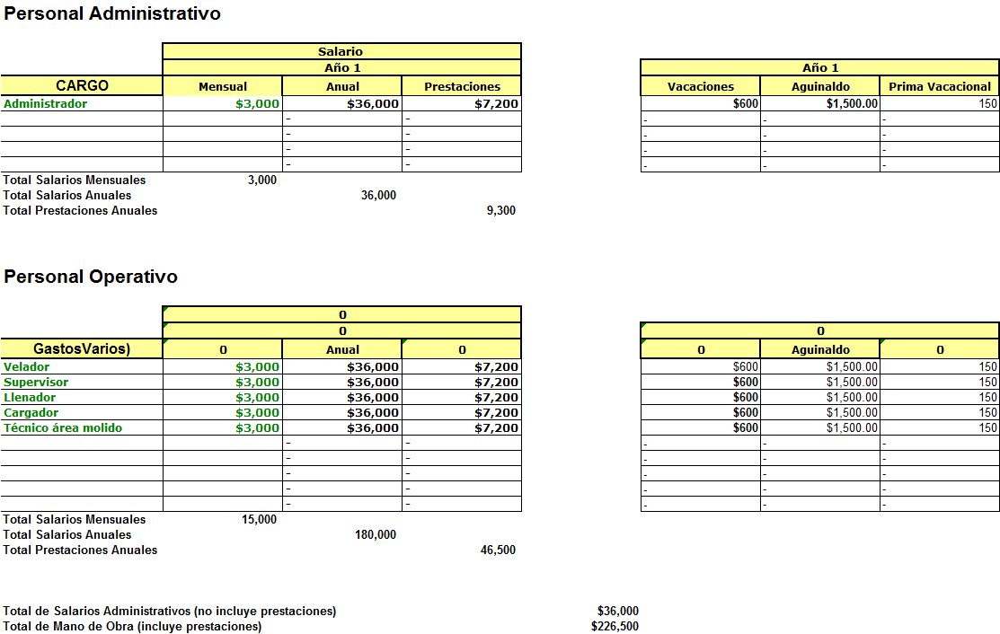 Personal Administrativo
Salario
Año 1 Año 1
CARGO Mensual Anual Prestaciones Vacaciones Aguinaldo Prima Vacacional
Administrador $3,000 $36,000 $7,200 $600 $1,500.00 150
- - - - -
- - - - -
- - - - -
- - - - -
Total Salarios Mensuales 3,000
Total Salarios Anuales 36,000
Total Prestaciones Anuales 9,300
Personal Operativo
0
0 0
GastosVarios) 0 Anual 0 0 Aguinaldo 0
Velador $3,000 $36,000 $7,200 $600 $1,500.00 150
Supervisor $3,000 $36,000 $7,200 $600 $1,500.00 150
Llenador $3,000 $36,000 $7,200 $600 $1,500.00 150
Cargador $3,000 $36,000 $7,200 $600 $1,500.00 150
Técnico área molido $3,000 $36,000 $7,200 $600 $1,500.00 150
- - - - -
- - - - -
- - - - -
- - - - -
- - - - -
Total Salarios Mensuales 15,000
Total Salarios Anuales 180,000
Total Prestaciones Anuales 46,500
Total de Salarios Administrativos (no incluye prestaciones) $36,000
Total de Mano de Obra (incluye prestaciones) $226,500